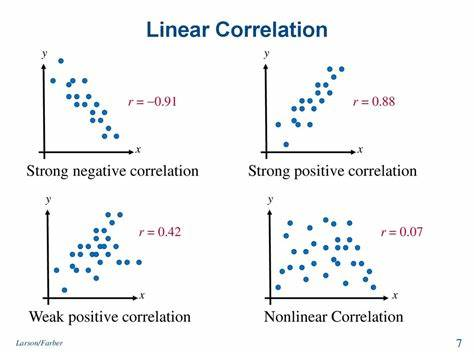 Linear Correlation
y
r = −0.91
x
Strong negative correlation
y
r = 0.88
x
Strong positive correlation
y
r = 0.42
x
Weak positive correlation
y
r = 0.07
x
Nonlinear Correlation
Larson/Farber
7